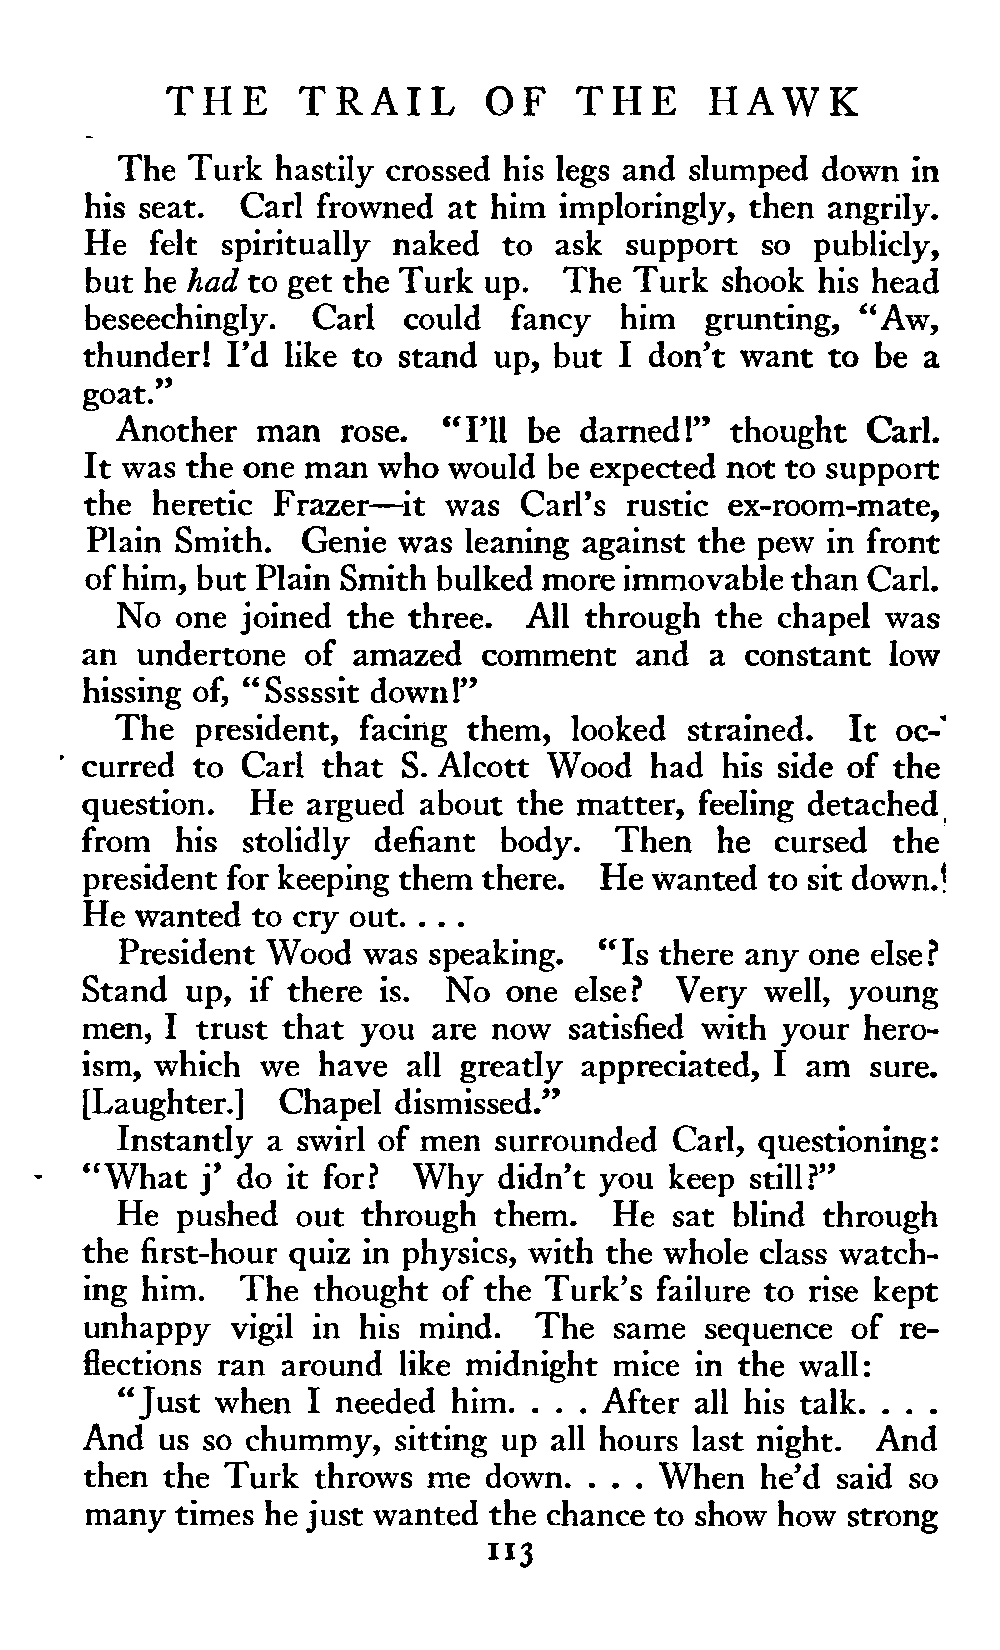 THE TRAIL OF THE HAWK
The Turk hastily crossed his legs and slumped down in
his seat. Carl frowned at him imploringly, then angrily.
He felt spiritually naked to ask support so publicly,
but he had to get the Turk up. The Turk shook his head
beseechingly. Carl could fancy him grunting, "Aw,
thunder! I'd like to stand up, but I don't want to be a
goat."
Another man rose. "I'll be darned!" thought Carl.
It was the one man who would be expected not to support
the heretic Frazer—it was Carl's rustic ex-room-mate,
Plain Smith. Genie was leaning against the pew in front
of him, but Plain Smith bulked more immovable than Carl.
No one joined the three. All through the chapel was
an undertone of amazed comment and a constant low
hissing of, "Sssssit down!"
The president, facing them, looked strained. It oc-
curred to Carl that S. Alcott Wood had his side of the
question. He argued about the matter, feeling detached
from his stolidly defiant body. Then he cursed the
president for keeping them there. He wanted to sit down.
He wanted to cry out. . . .
President Wood was speaking. "Is there any one else?
Stand up, if there is. No one else? Very well, young
men, I trust that you are now satisfied with your hero-
ism, which we have all greatly appreciated, I am sure.
[Laughter.] Chapel dismissed."
Instantly a swirl of men surrounded Carl, questioning:
"What j' do it for? Why didn't you keep still?"
He pushed out through them. He sat blind through
the first-hour quiz in physics, with the whole class watch-
ing him. The thought of the Turk's failure to rise kept
unhappy vigil in his mind. The same sequence of re-
flections ran around like midnight mice in the wall:
"Just when I needed him. . . . After all his talk. . . .
And us so chummy, sitting up all hours last night. And
then the Turk throws me down. . . . When he'd said so
many times he just wanted the chance to show how strong
113